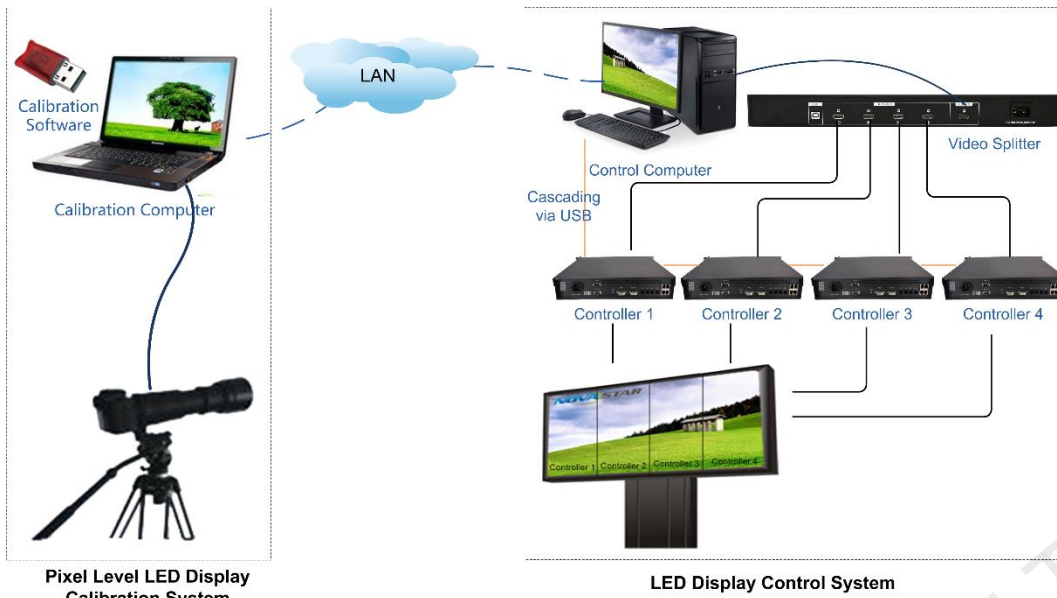 LAN
Calibration
Software
Calibration Computer
Control Computer
Video Splitter
Cascading
via USB
Controller 1
Controller 2
Controller 3
Controller 4
NOVASTAR
Controller 1
Controller 2
Controller 3
Controller 4
Pixel Level LED Display
Calibration System
LED Display Control System